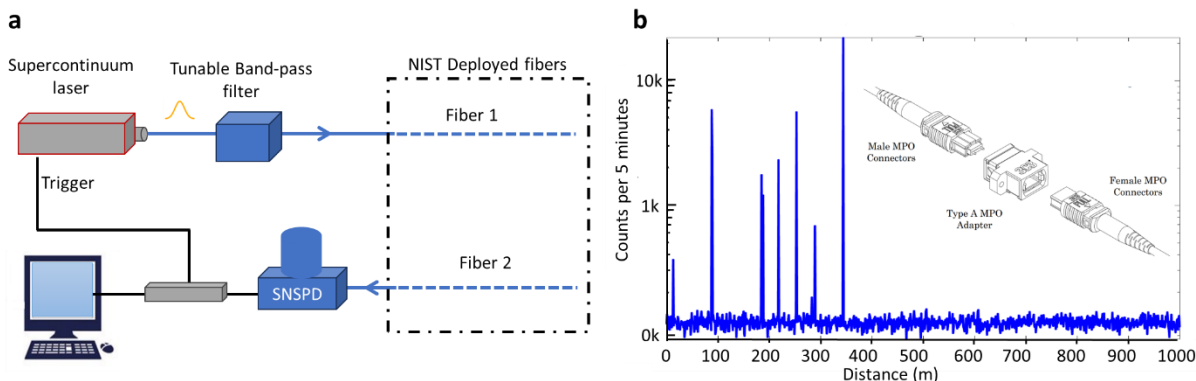 a
Supercontinuum
laser
Tunable Band-pass
filter
NIST Deployed fibers
Fiber 1
Trigger
Fiber 2
SNSPD
b
Counts per 5 minutes
10k
1k
0k
0 100 200 300 400 500 600 700 800 900 1000
Distance (m)
Male MPO
Connectors
Type A MPO
Adapter
Female MPO
Connectors